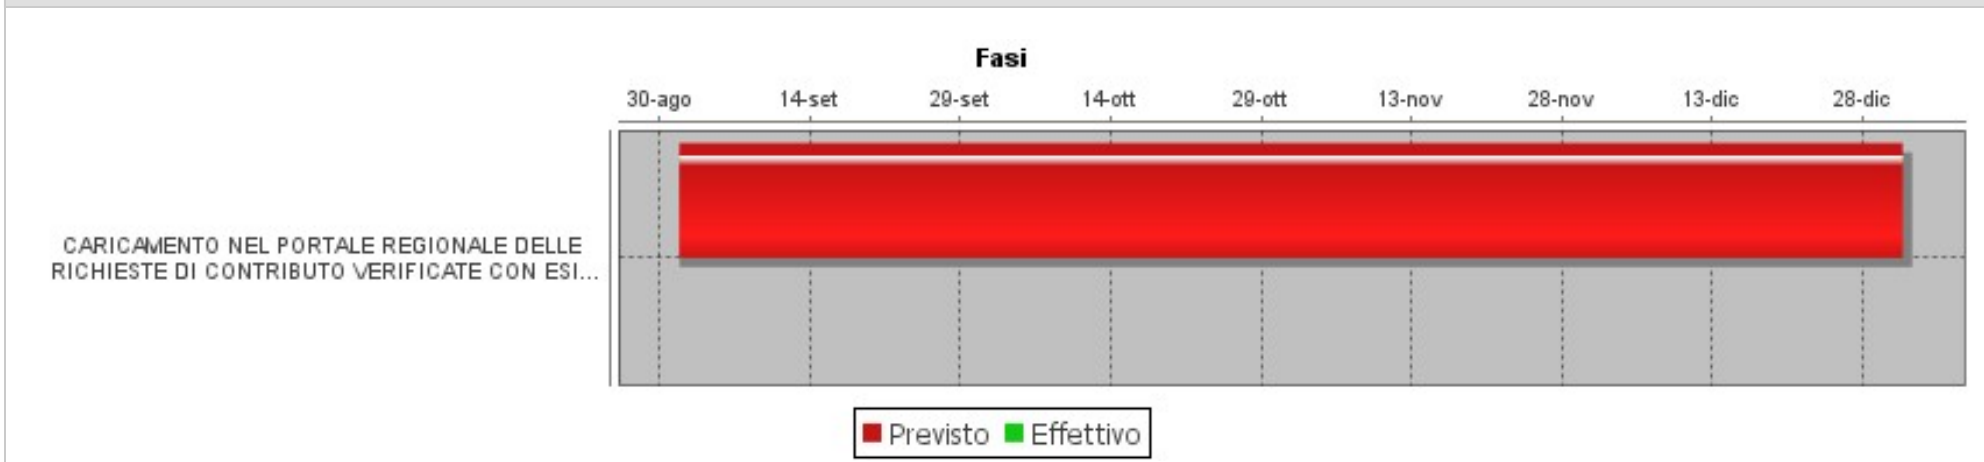 Fasi
30-ago 14-set 29-set 14-ott 29-ott 13-nov 28-nov 13-dic 28-dic
CARICAMENTO NEL PORTALE REGIONALE DELLE
RICHIESTE DI CONTRIBUTO VERIFICATE CON ESI...
Previsto Effettivo